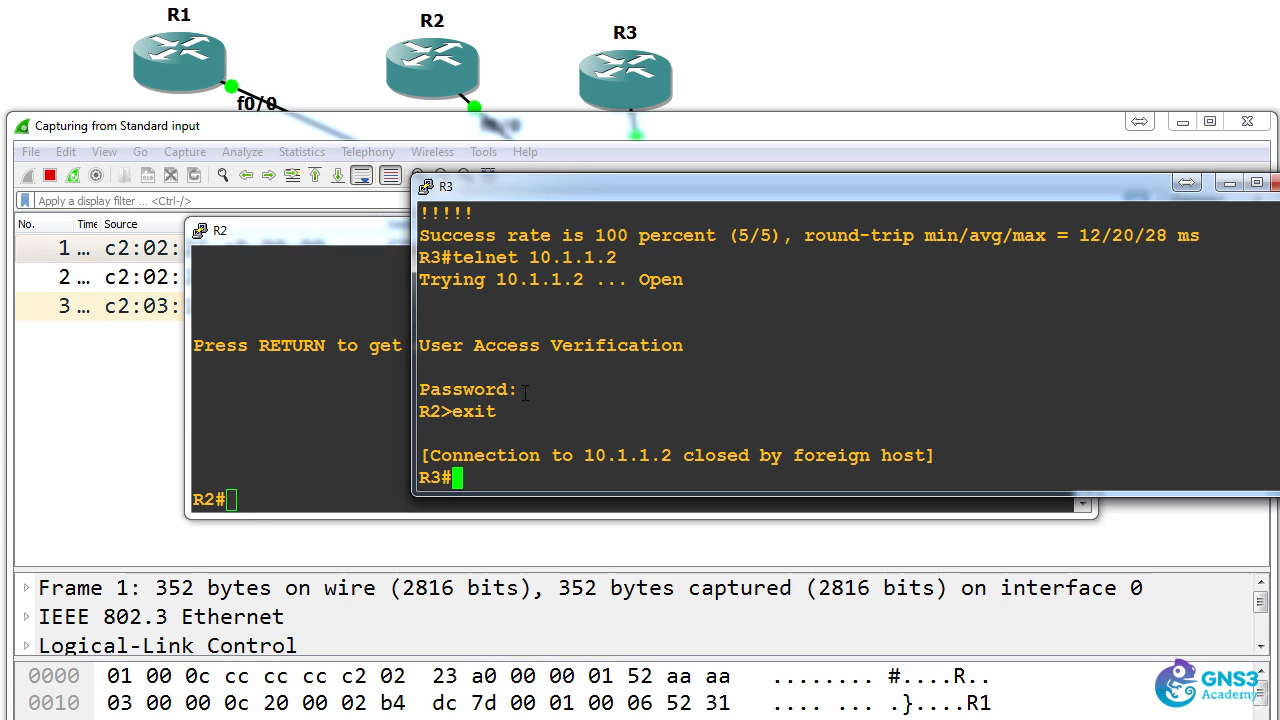 R1
R2
R3
f0/0
Capturing from Standard input
File Edit View Go Capture Analyze Statistics Telephony Wireless Tools Help
Apply a display filter ... <Ctrl-/>
No. Time Source
1 ... c2:02:
2 ... c2:02:
3 ... c2:03:
R2
Press RETURN to get
R2#
R3
!!!!!
Success rate is 100 percent (5/5), round-trip min/avg/max = 12/20/28 ms
R3#telnet 10.1.1.2
Trying 10.1.1.2 ... Open
User Access Verification
Password:
R2>exit
[Connection to 10.1.1.2 closed by foreign host]
R3#
Frame 1: 352 bytes on wire (2816 bits), 352 bytes captured (2816 bits) on interface 0
IEEE 802.3 Ethernet
Logical-Link Control
0000 01 00 0c cc cc cc c2 02 23 a0 00 00 01 52 aa aa ........ #....R..
0010 03 00 00 0c 20 00 02 b4 dc 7d 00 01 00 06 52 31 .... ... .}....R1
GNS3
Academy